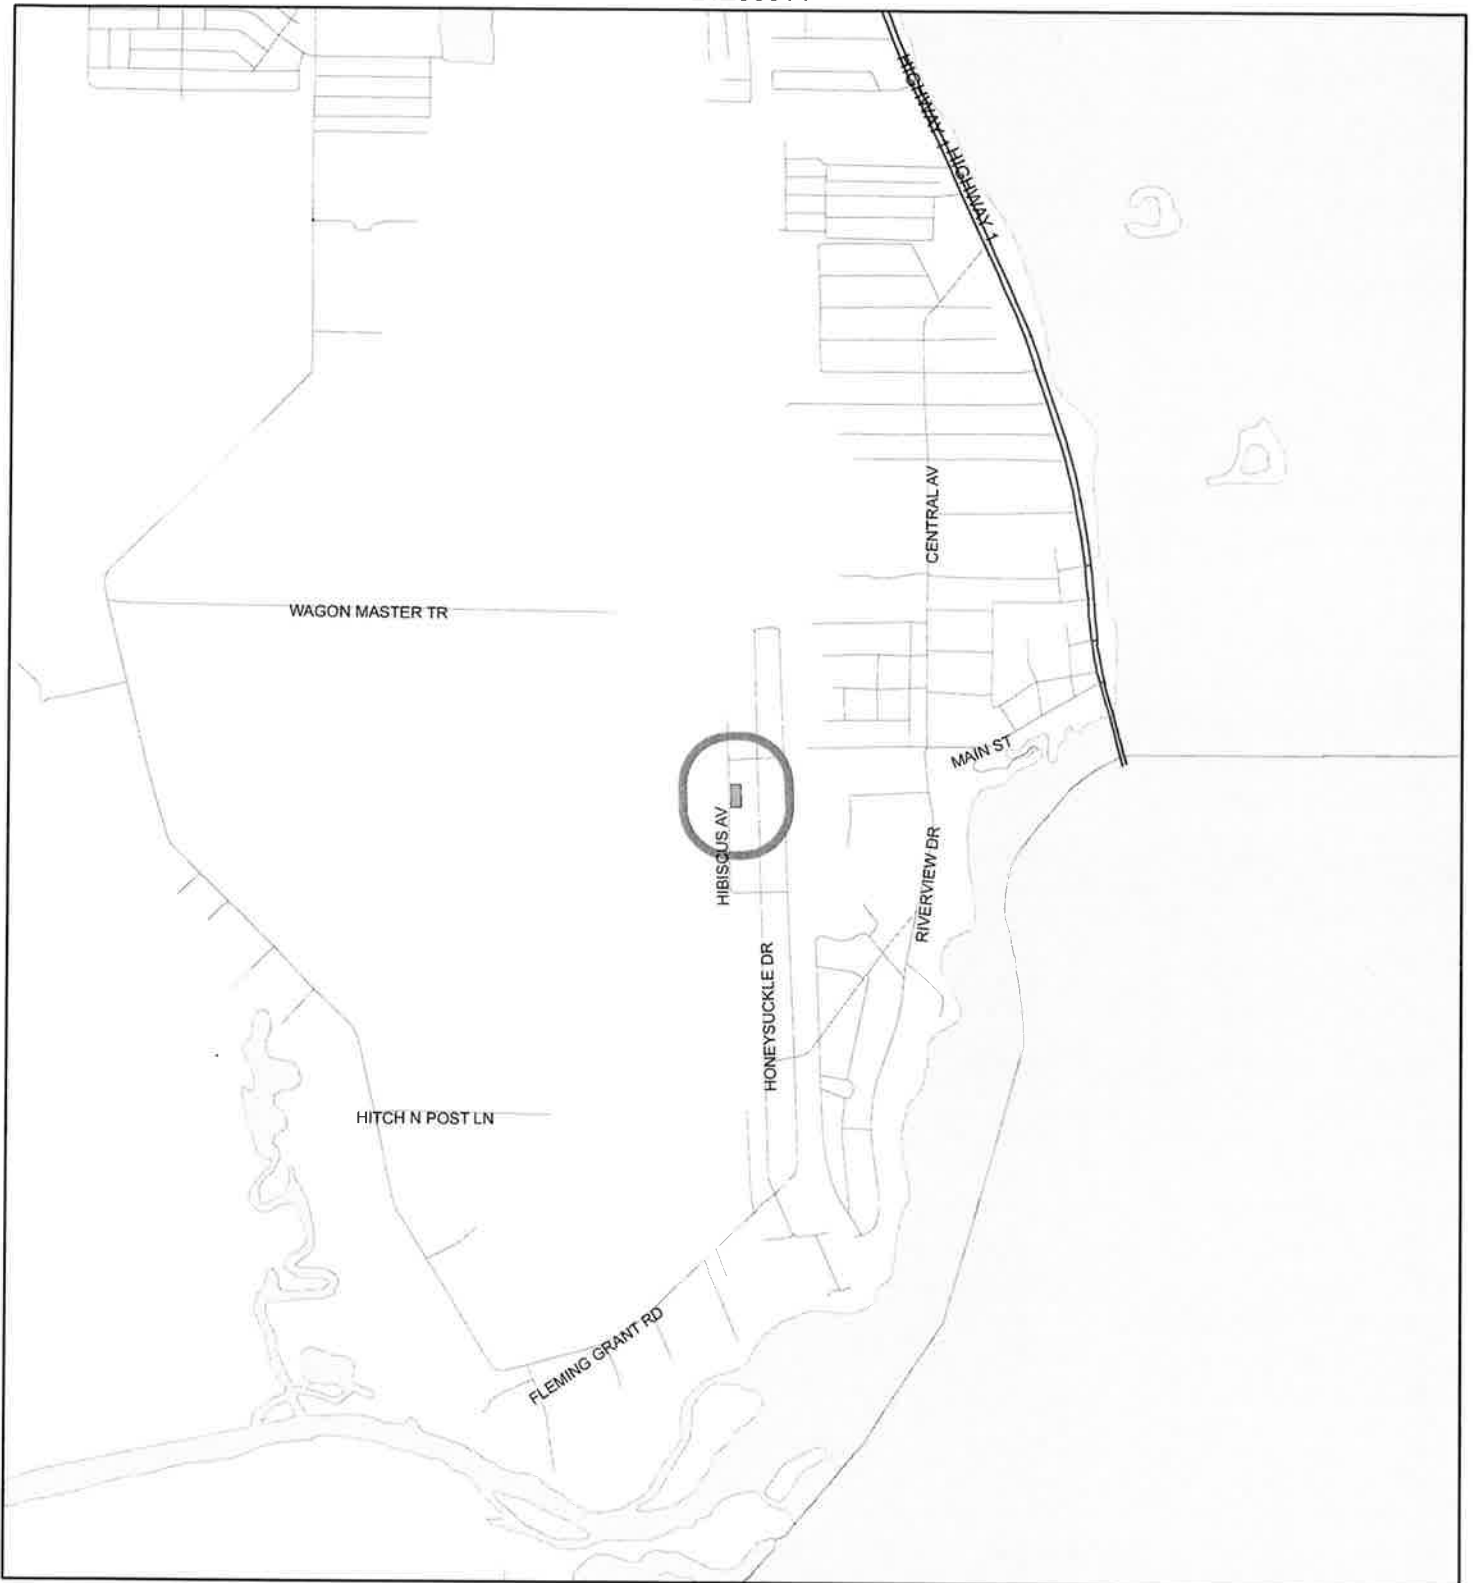 HIGHWAY 1
HIGHWAY 1
CENTRAL AV
WAGON MASTER TR
MAIN ST
HIBISCUS AV
RIVERVIEW DR
HONEYSUCKLE DR
HITCH N POST LN
FLEMING GRANT RD